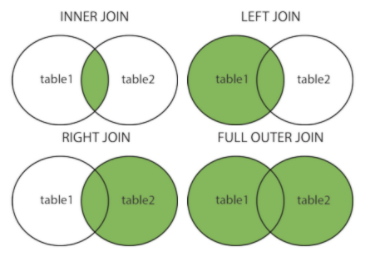 INNER JOIN
LEFT JOIN
table1
table2
table1
table2
RIGHT JOIN
FULL OUTER JOIN
table1
table2
table1
table2